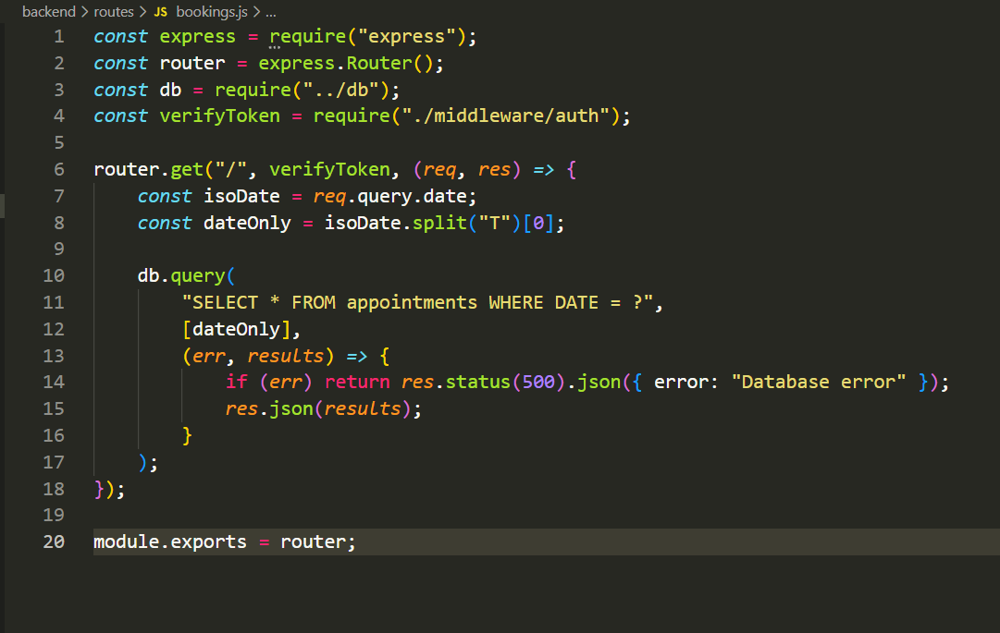 backend > routes > JS bookings.js > ...
1 const express = require("express");
2 const router = express.Router();
3 const db = require("../db");
4 const verifyToken = require("./middleware/auth");
5
6 router.get("/", verifyToken, (req, res) => {
7     const isoDate = req.query.date;
8     const dateOnly = isoDate.split("T")[0];
9
10     db.query(
11         "SELECT * FROM appointments WHERE DATE = ?",
12         [dateOnly],
13         (err, results) => {
14             if (err) return res.status(500).json({ error: "Database error" });
15             res.json(results);
16         }
17     );
18 });
19
20 module.exports = router;